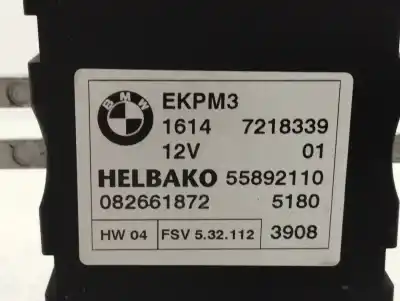 BMW EKPM3
1614 7218339
12V 01
HELBAKO 55892110
082661872 5180
HW 04 FSV 5.32.112 3908